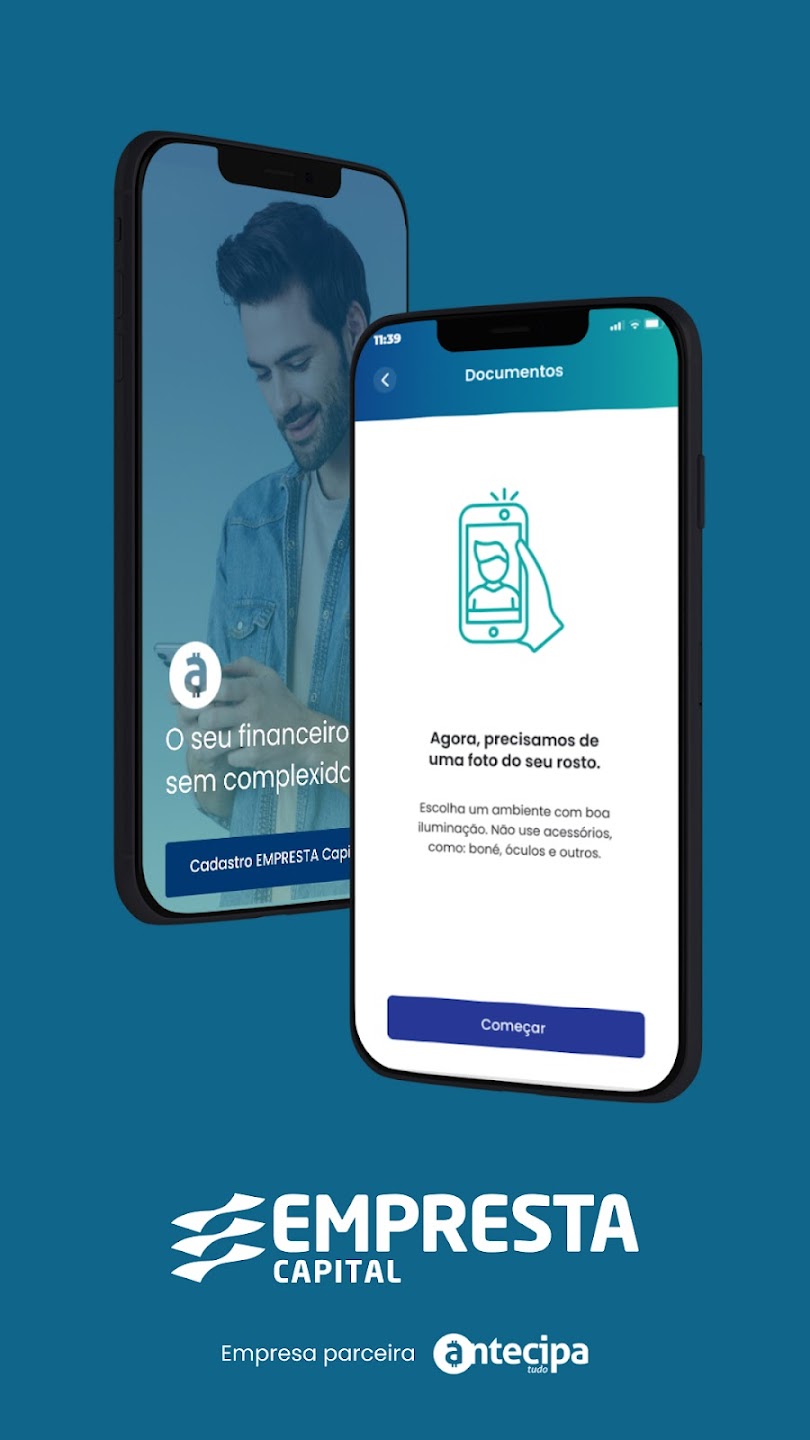 O seu financeiro
sem complexida
Cadastro EMPRESTA Capi
11:39
Documentos
Agora, precisamos de
uma foto do seu rosto.
Escolha um ambiente com boa
iluminação. Não use acessórios,
como: boné, óculos e outros.
Começar
EMPRESTA
CAPITAL
Empresa parceira antecipa
tudo